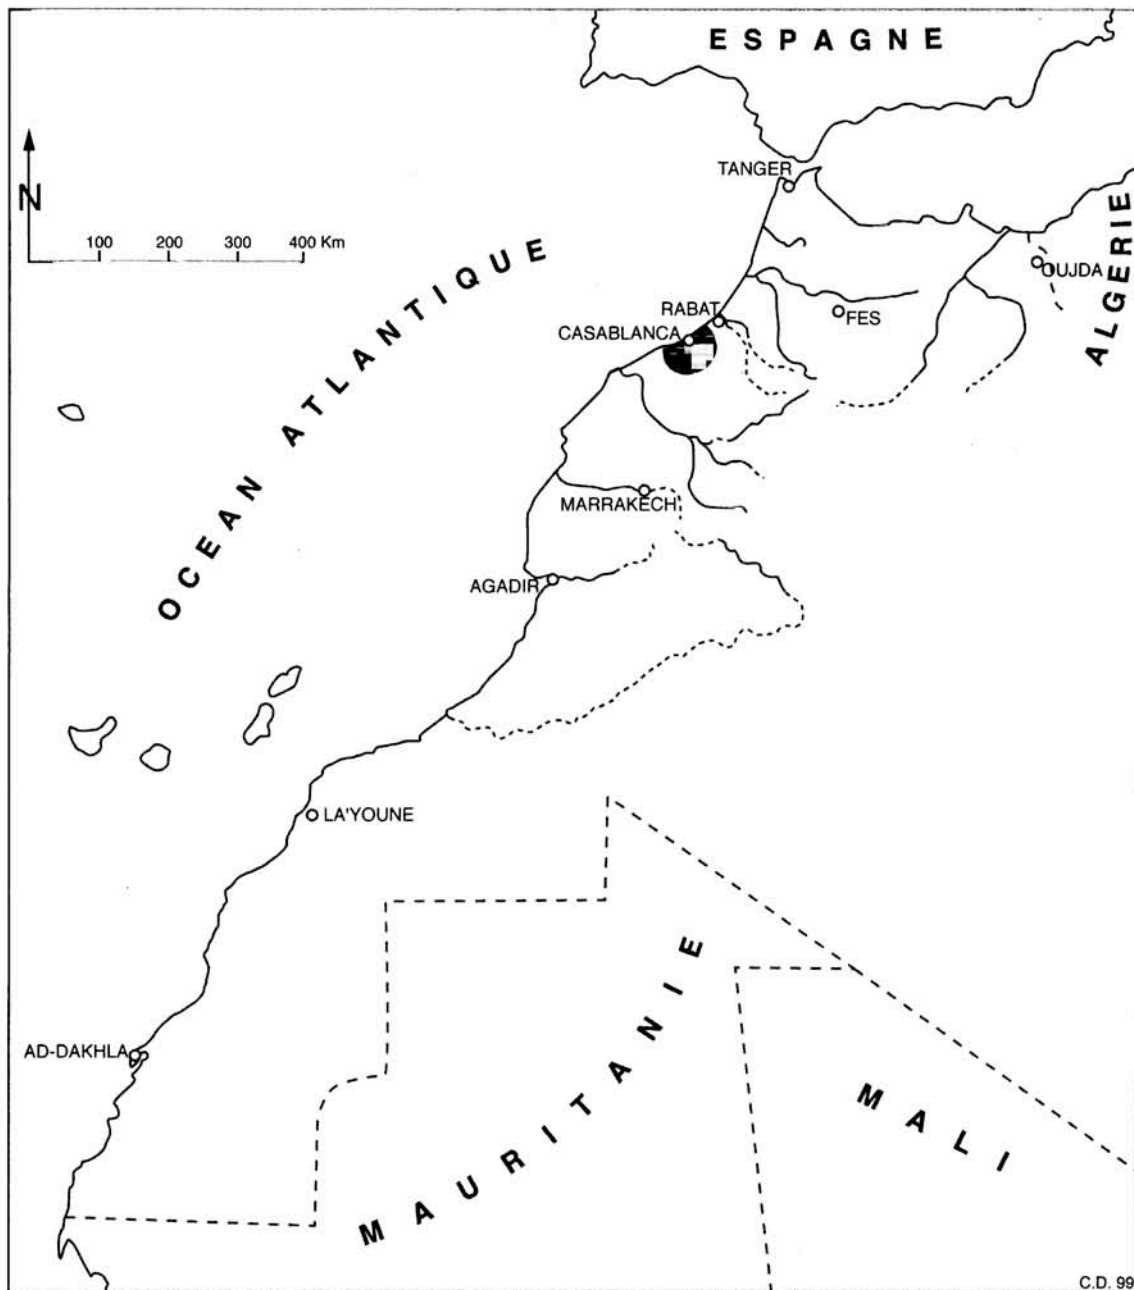 ESPAGNE
TANGER
N
100 200 300 400 Km
OCEAN ATLANTIQUE
OUJDA
ALGERIE
RABAT
FES
CASABLANCA
MARRAKECH
AGADIR
LA'YOUNE
AD-DAKHLA
MAURITANIE
MALI
C.D. 99